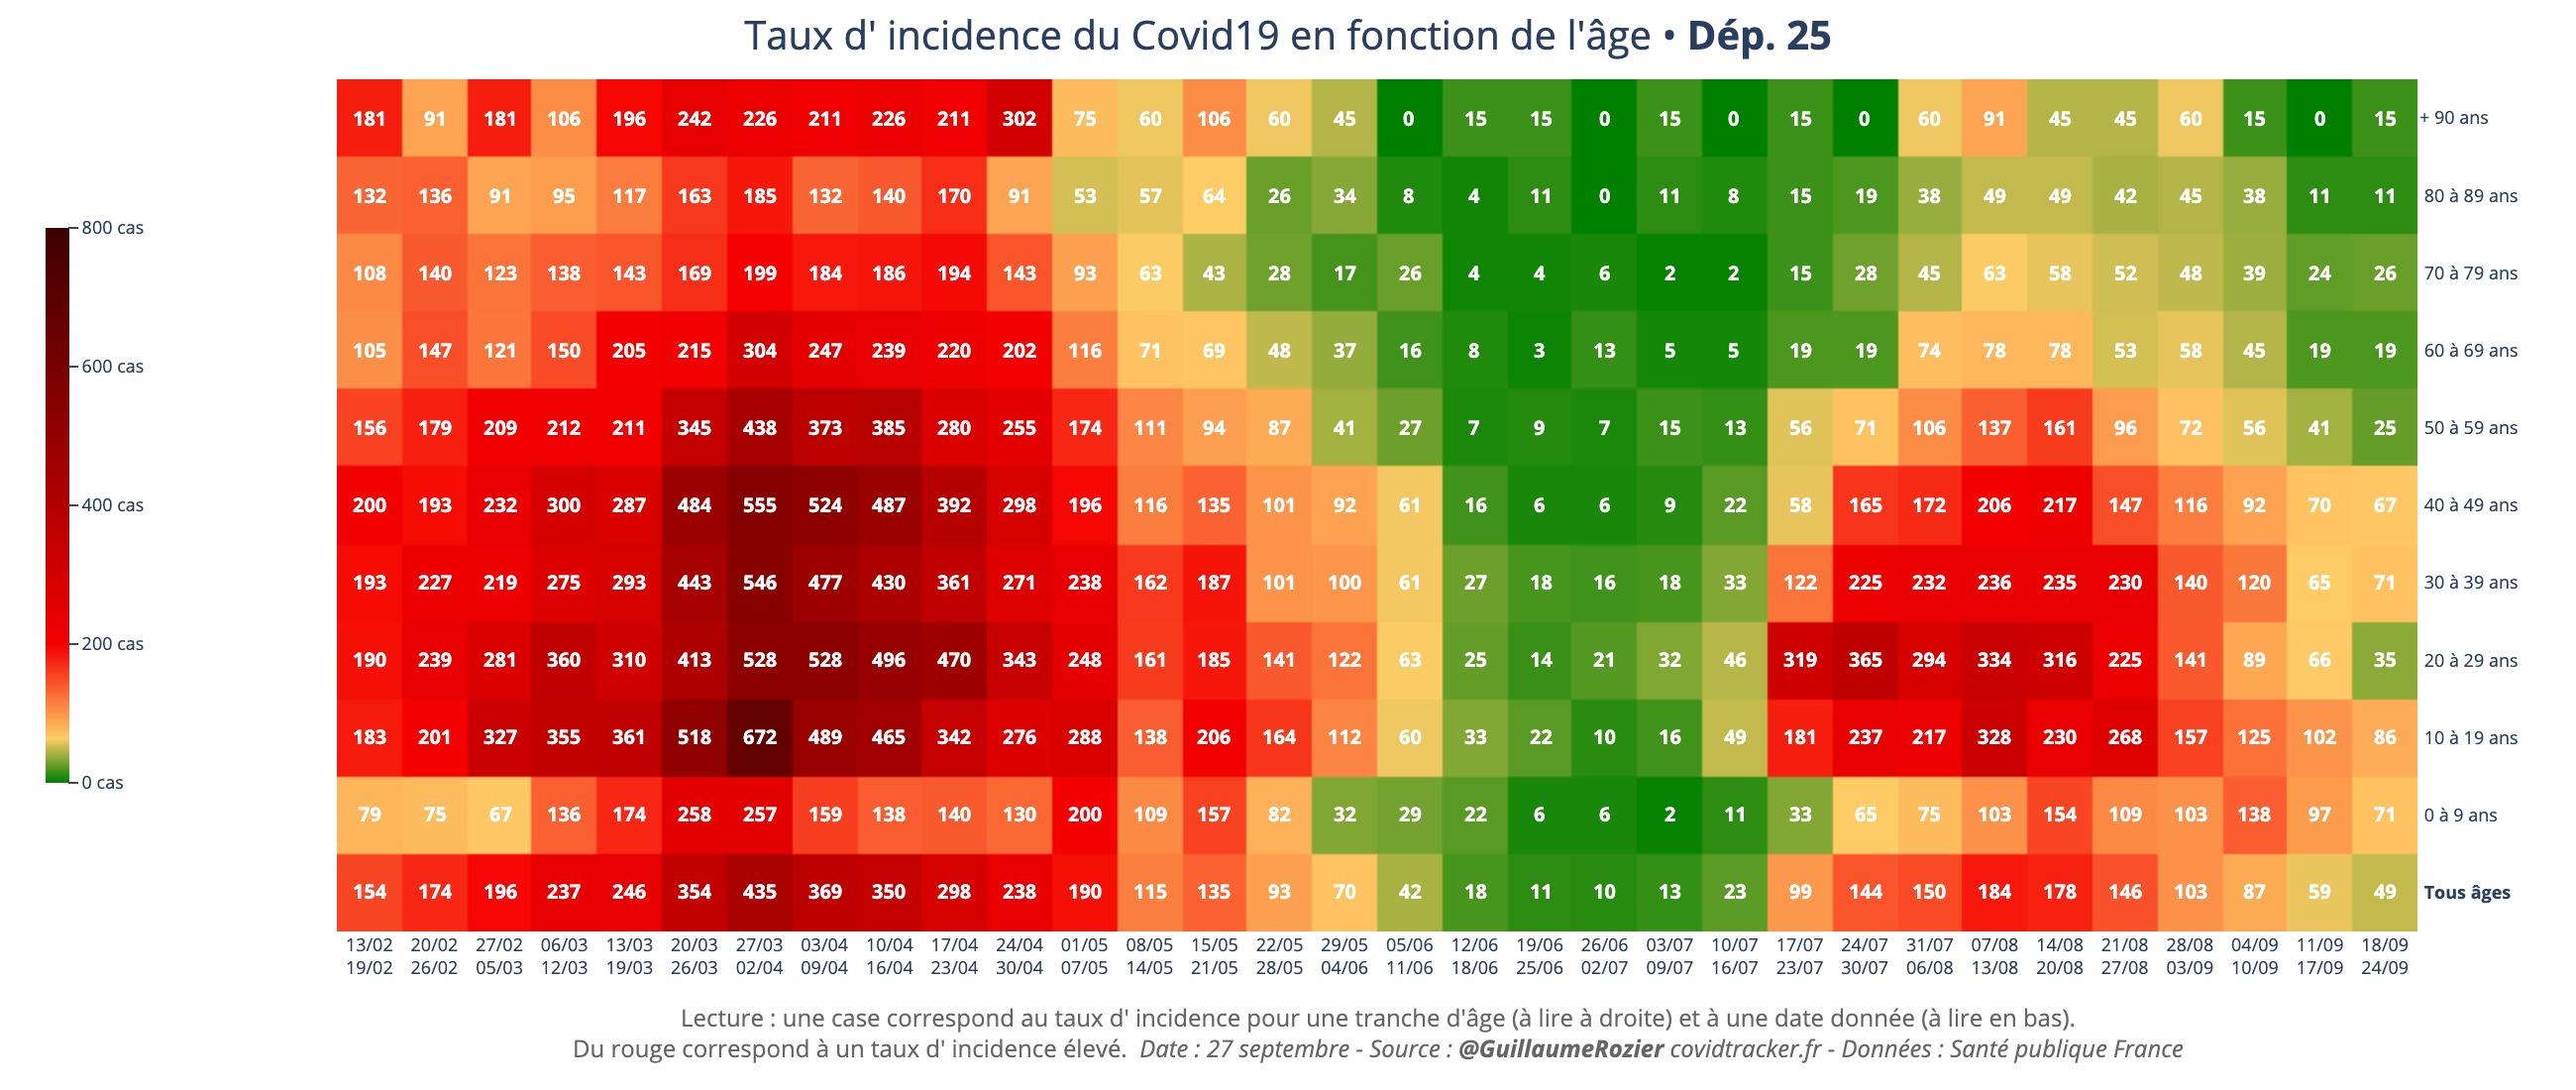 Taux d' incidence du Covid19 en fonction de l'âge • Dép. 25
800 cas
600 cas
400 cas
200 cas
0 cas
181 91 181 106 196 242 226 211 226 211 302 75 60 106 60 45 0 15 15 0 15 0 15 0 60 91 45 45 60 15 0 15 + 90 ans
132 136 91 95 117 163 185 132 140 170 91 53 57 64 26 34 8 4 11 0 11 8 15 19 38 49 49 42 45 38 11 11 80 à 89 ans
108 140 123 138 143 169 199 184 186 194 143 93 63 43 28 17 26 4 4 6 2 2 15 28 45 63 58 52 48 39 24 26 70 à 79 ans
105 147 121 150 205 215 304 247 239 220 202 116 71 69 48 37 16 8 3 13 5 5 19 19 74 78 78 53 58 45 19 19 60 à 69 ans
156 179 209 212 211 345 438 373 385 280 255 174 111 94 87 41 27 7 9 7 15 13 56 71 106 137 161 96 72 56 41 25 50 à 59 ans
200 193 232 300 287 484 555 524 487 392 298 196 116 135 101 92 61 16 6 6 9 22 58 165 172 206 217 147 116 92 70 67 40 à 49 ans
193 227 219 275 293 443 546 477 430 361 271 238 162 187 101 100 61 27 18 16 18 33 122 225 232 236 235 230 140 120 65 71 30 à 39 ans
190 239 281 360 310 413 528 528 496 470 343 248 161 185 141 122 63 25 14 21 32 46 319 365 294 334 316 225 141 89 66 35 20 à 29 ans
183 201 327 355 361 518 672 489 465 342 276 288 138 206 164 112 60 33 22 10 16 49 181 237 217 328 230 268 157 125 102 86 10 à 19 ans
79 75 67 136 174 258 257 159 138 140 130 200 109 157 82 32 29 22 6 6 2 11 33 65 75 103 154 109 103 138 97 71 0 à 9 ans
154 174 196 237 246 354 435 369 350 298 238 190 115 135 93 70 42 18 11 10 13 23 99 144 150 184 178 146 103 87 59 49 Tous âges
13/02 20/02 27/02 06/03 13/03 20/03 27/03 03/04 10/04 17/04 24/04 01/05 08/05 15/05 22/05 29/05 05/06 12/06 19/06 26/06 03/07 10/07 17/07 24/07 31/07 07/08 14/08 21/08 28/08 04/09 11/09 18/09
19/02 26/02 05/03 12/03 19/03 26/03 02/04 09/04 16/04 23/04 30/04 07/05 14/05 21/05 28/05 04/06 11/06 18/06 25/06 02/07 09/07 16/07 23/07 30/07 06/08 13/08 20/08 27/08 03/09 10/09 17/09 24/09
Lecture : une case correspond au taux d' incidence pour une tranche d'âge (à lire à droite) et à une date donnée (à lire en bas).
Du rouge correspond à un taux d' incidence élevé. Date : 27 septembre - Source : @GuillaumeRozier covidtracker.fr - Données : Santé publique France